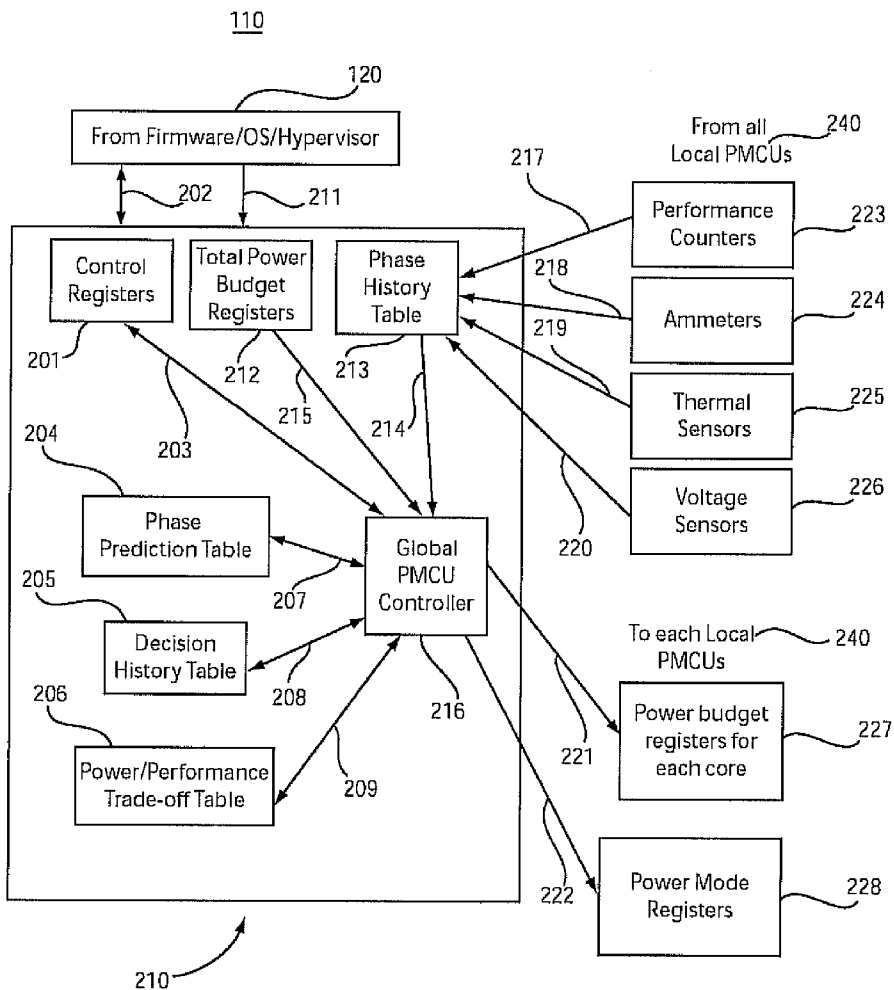 110
120
From Firmware/OS/Hypervisor
202
211
From all
Local PMCUs
240
217
Performance
Counters
223
Control
Registers
Total Power
Budget
Registers
Phase
History
Table
218
Ammeters
224
201
212
213
219
Thermal
Sensors
225
203
215
214
204
Phase
Prediction Table
207
Global
PMCU
Controller
220
Voltage
Sensors
226
205
Decision
History Table
208
216
To each Local
PMCUs
240
206
Power/Performance
Trade-off Table
209
221
Power budget
registers for
each core
227
222
Power Mode
Registers
228
210